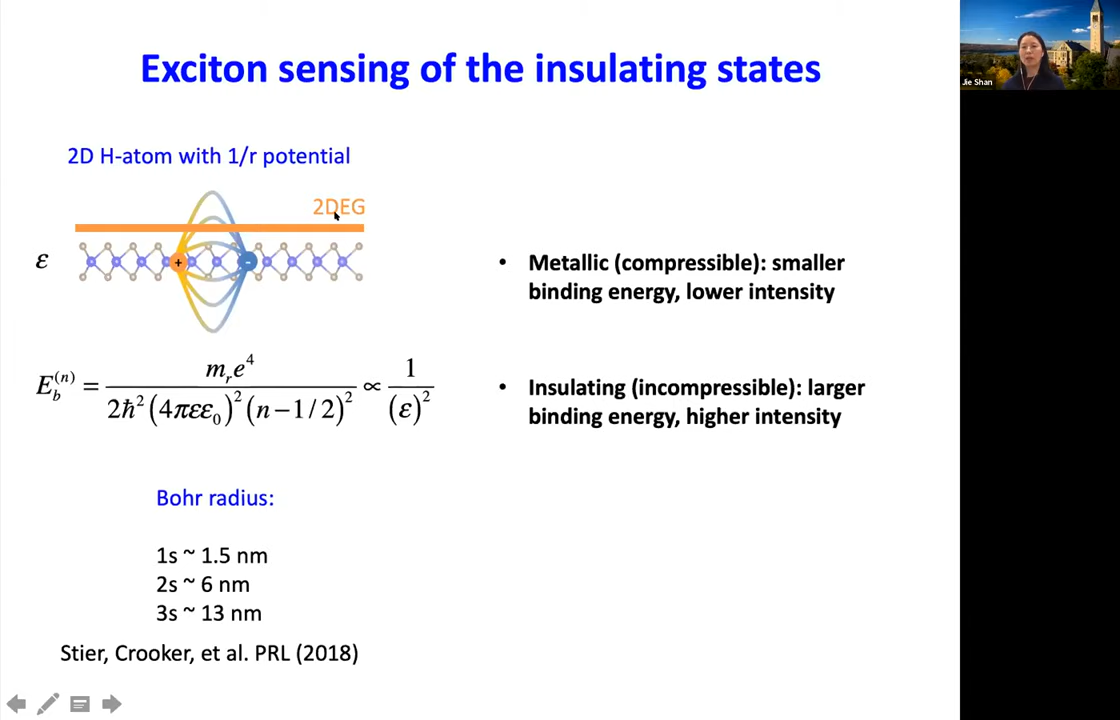 Exciton sensing of the insulating states
Jie Shan
2D H-atom with 1/r potential
2DEG
ε
+ -
• Metallic (compressible): smaller
binding energy, lower intensity
E_b^(n) = m_r e^4 / 2ħ^2 (4πεε_0)^2 (n−1/2)^2 ∝ 1 / (ε)^2
• Insulating (incompressible): larger
binding energy, higher intensity
Bohr radius:
1s ~ 1.5 nm
2s ~ 6 nm
3s ~ 13 nm
Stier, Crooker, et al. PRL (2018)